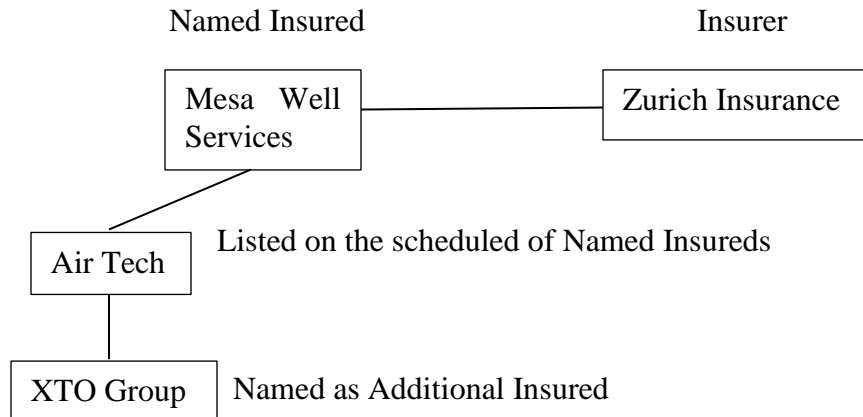 Named Insured
Insurer
Mesa Well
Services
Zurich Insurance
Air Tech
Listed on the scheduled of Named Insureds
XTO Group
Named as Additional Insured